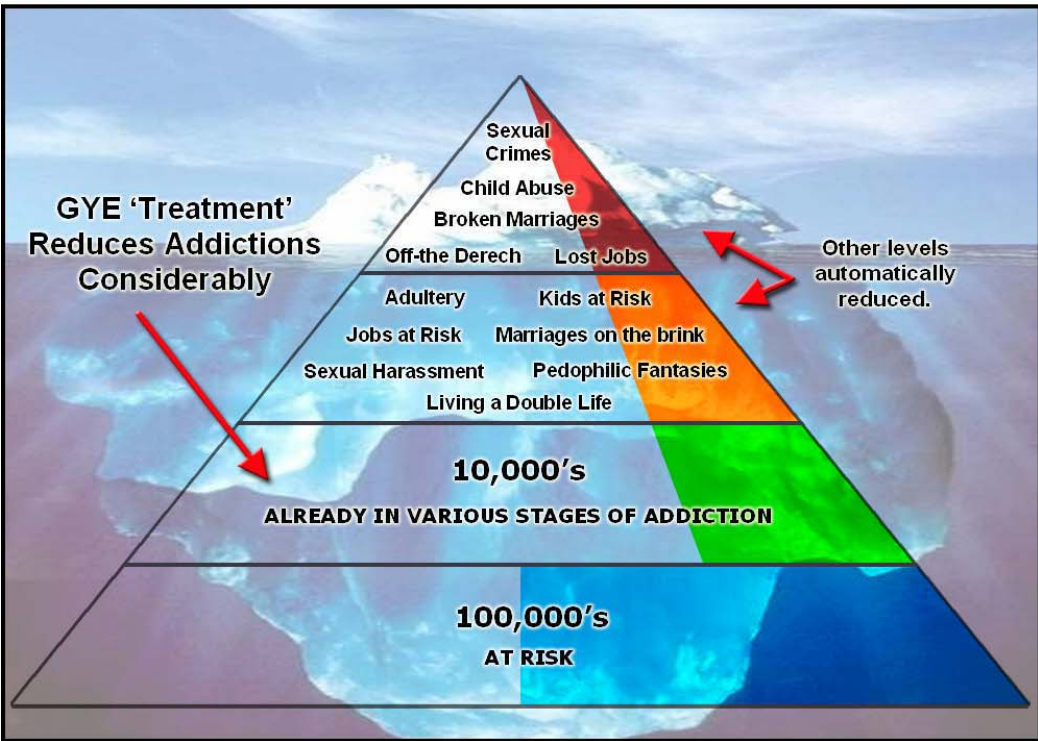 Sexual
Crimes
Child Abuse
Broken Marriages
Off-the Derech Lost Jobs
GYE ‘Treatment’
Reduces Addictions
Considerably
Other levels
automatically
reduced.
Adultery Kids at Risk
Jobs at Risk Marriages on the brink
Sexual Harassment Pedophilic Fantasies
Living a Double Life
10,000’s
ALREADY IN VARIOUS STAGES OF ADDICTION
100,000’s
AT RISK